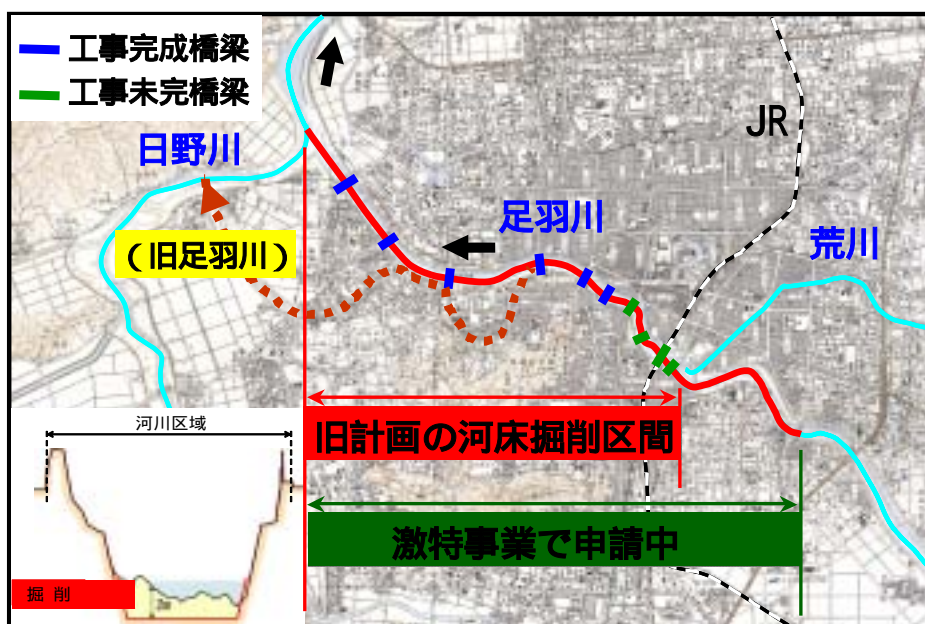 工事完成橋梁
工事未完橋梁
JR
日野川
足羽川
荒川
（旧足羽川）
旧計画の河床掘削区間
激特事業で申請中
河川区域
掘 削